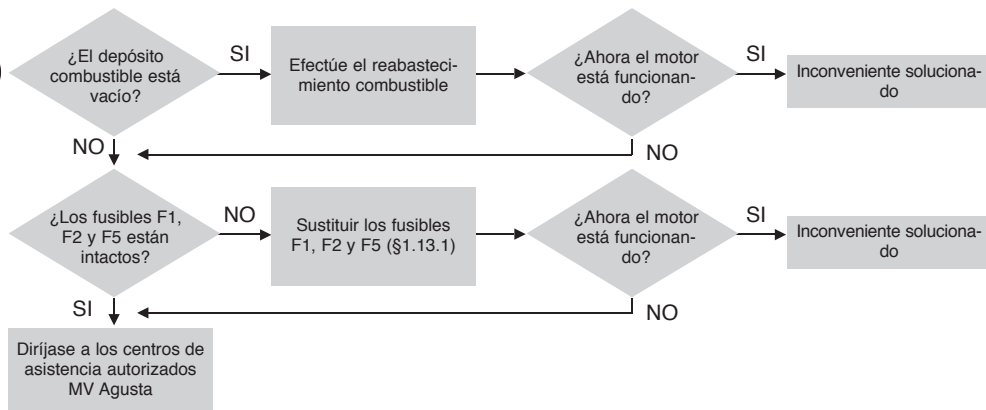 ¿El depósito
combustible está
vacío?
SI
Efectúe el reabasteci-
miento combustible
¿Ahora el motor
está funcionan-
do?
SI
Inconveniente soluciona-
do
NO
NO
¿Los fusibles F1,
F2 y F5 están
intactos?
NO
Sustituir los fusibles
F1, F2 y F5 (§1.13.1)
¿Ahora el motor
está funcionan-
do?
SI
Inconveniente soluciona-
do
SI
NO
Diríjase a los centros de
asistencia autorizados
MV Agusta